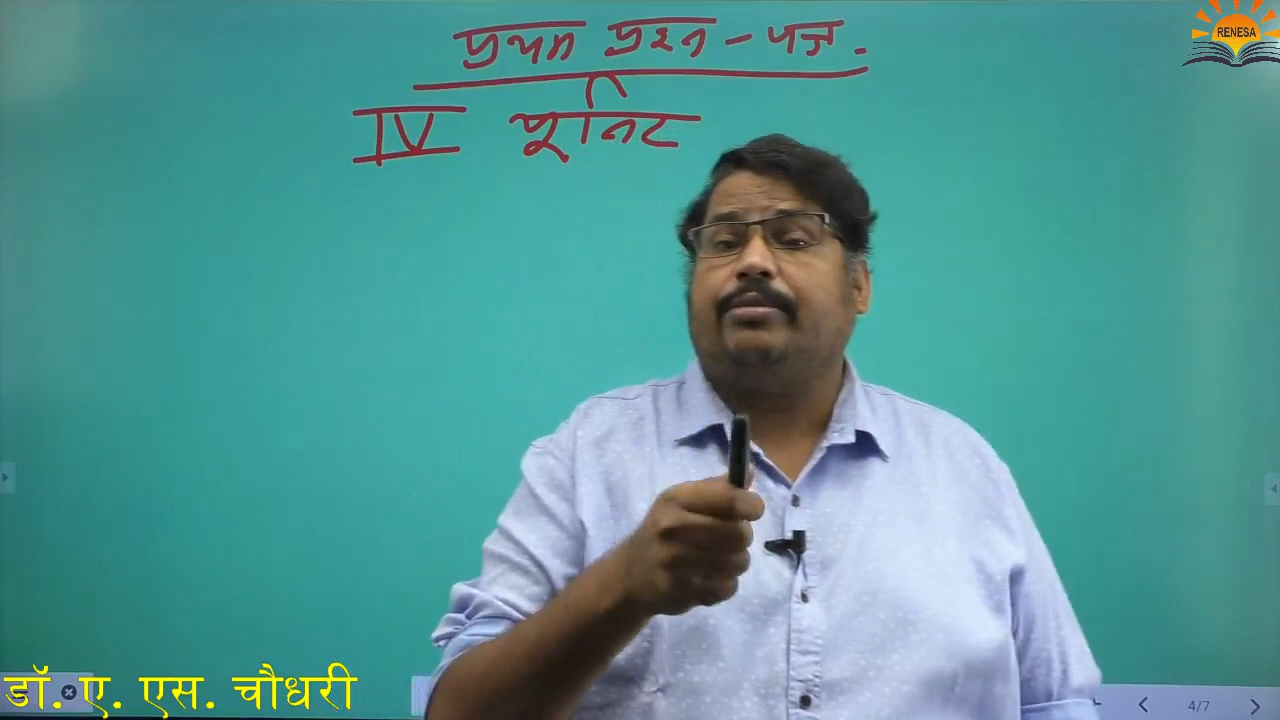 RENESA
प्रथम प्रश्न-पत्र.
IV यूनिट
डॉ. ए. एस. चौधरी
4/7